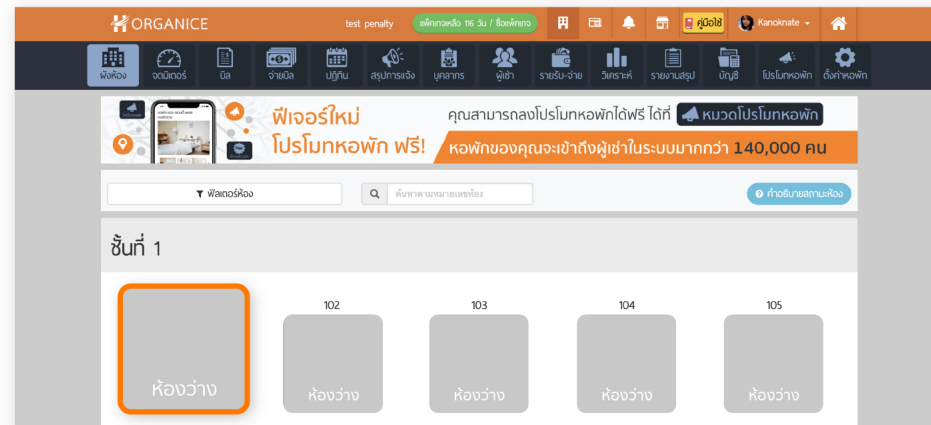 HORGANICE
test penalty
แพ็คเกจเหลือ 116 วัน / ซื้อแพ็คเกจ
คู่มือใช้
Kanoknate
ผังห้อง
จดมิเตอร์
บิล
จ่ายบิล
ปฏิทิน
สรุปการแจ้ง
บุคลากร
ผู้เช่า
รายรับ-จ่าย
วิเคราะห์
รายงานสรุป
บัญชี
โปรโมทหอพัก
ตั้งค่าหอพัก
ฟีเจอร์ใหม่
โปรโมทหอพัก ฟรี!
คุณสามารถลงโปรโมทหอพักได้ฟรี ได้ที่ หมวดโปรโมทหอพัก
หอพักของคุณจะเข้าถึงผู้เช่าในระบบมากกว่า 140,000 คน
ฟิลเตอร์ห้อง
ค้นหาตามหมายเลขห้อง
คำอธิบายสถานะห้อง
ชั้นที่ 1
102
103
104
105
ห้องว่าง
ห้องว่าง
ห้องว่าง
ห้องว่าง
ห้องว่าง